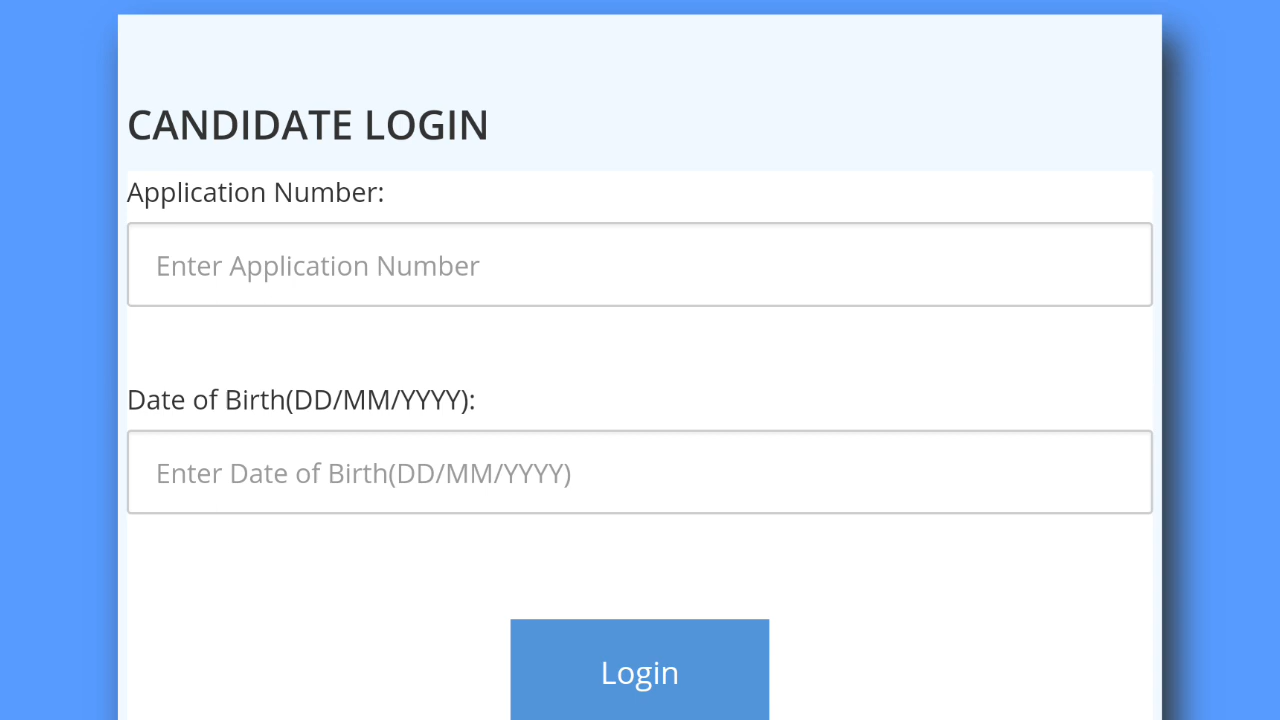 CANDIDATE LOGIN
Application Number:
Enter Application Number
Date of Birth(DD/MM/YYYY):
Enter Date of Birth(DD/MM/YYYY)
Login